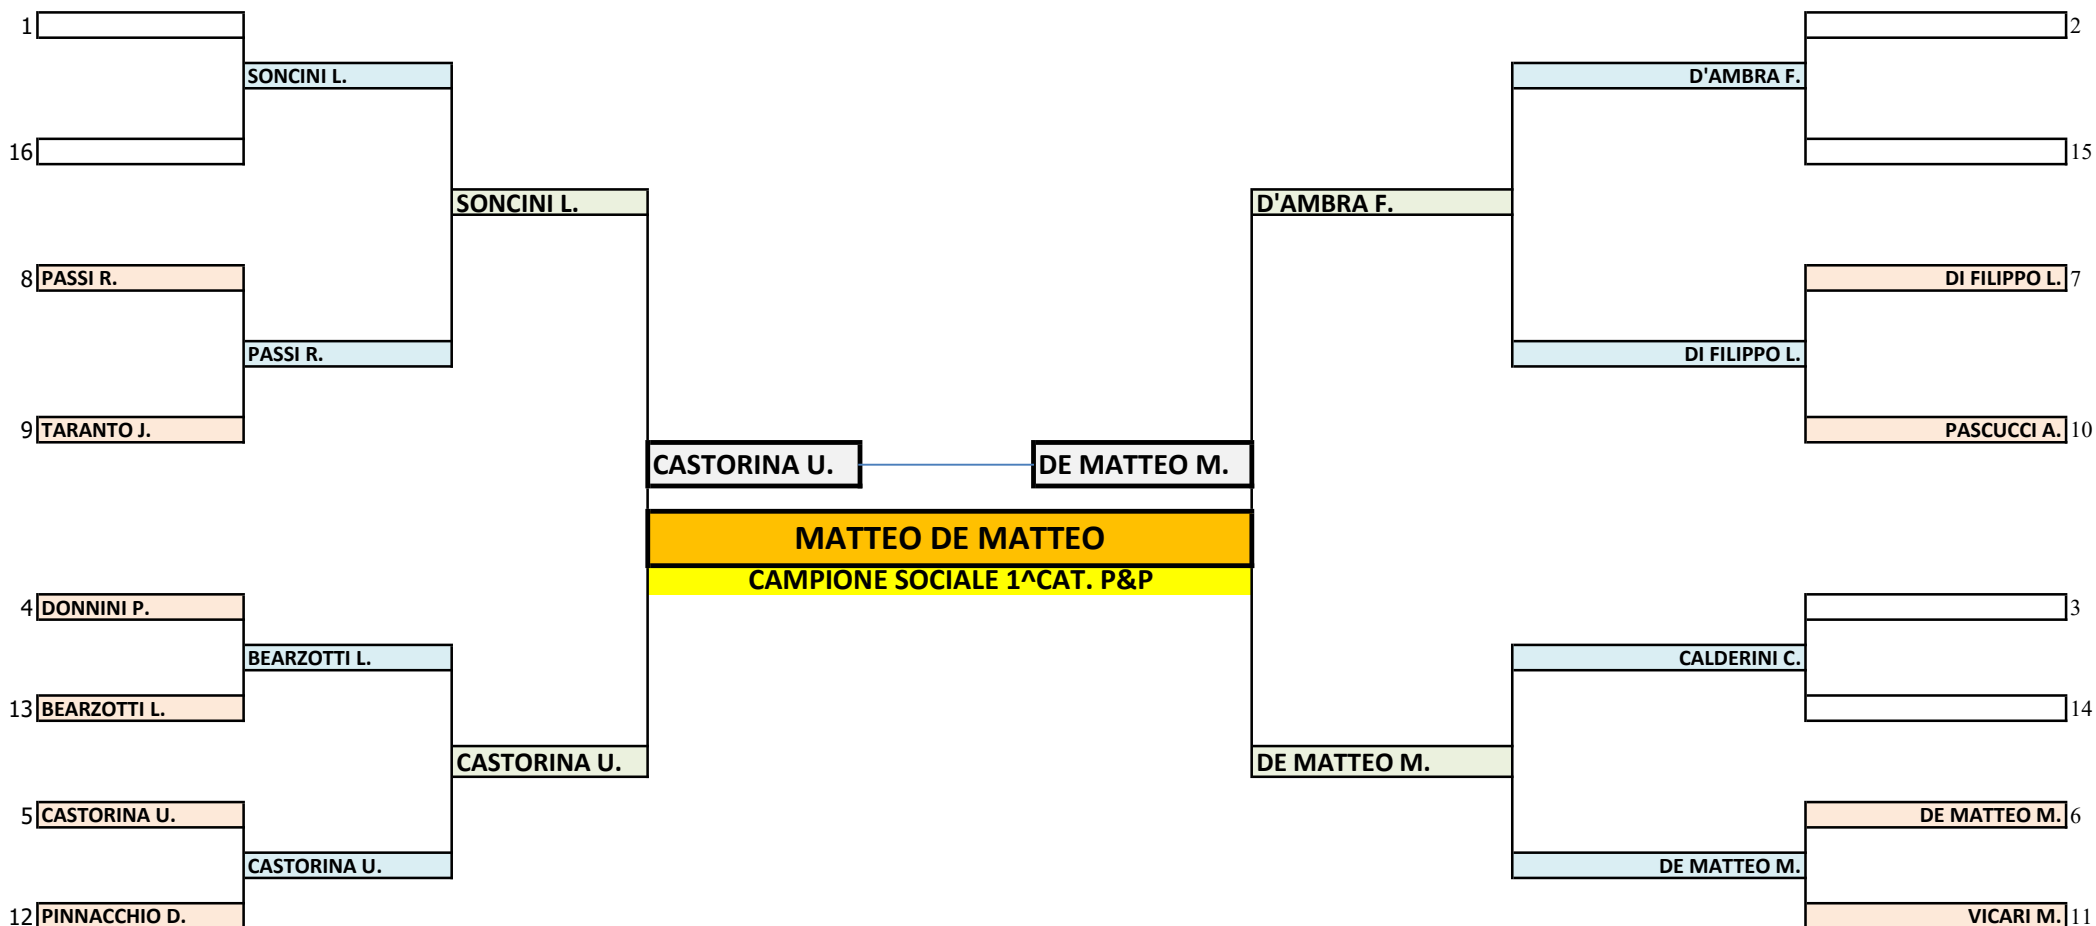 1
2
SONCINI L.
D'AMBRA F.
16
15
SONCINI L.
D'AMBRA F.
8 PASSI R.
DI FILIPPO L. 7
PASSI R.
DI FILIPPO L.
9 TARANTO J.
PASCUCCI A. 10
CASTORINA U.
DE MATTEO M.
MATTEO DE MATTEO
CAMPIONE SOCIALE 1^CAT. P&P
4 DONNINI P.
3
BEARZOTTI L.
CALDERINI C.
13 BEARZOTTI L.
14
CASTORINA U.
DE MATTEO M.
5 CASTORINA U.
DE MATTEO M. 6
CASTORINA U.
DE MATTEO M.
12 PINNACCHIO D.
VICARI M. 11